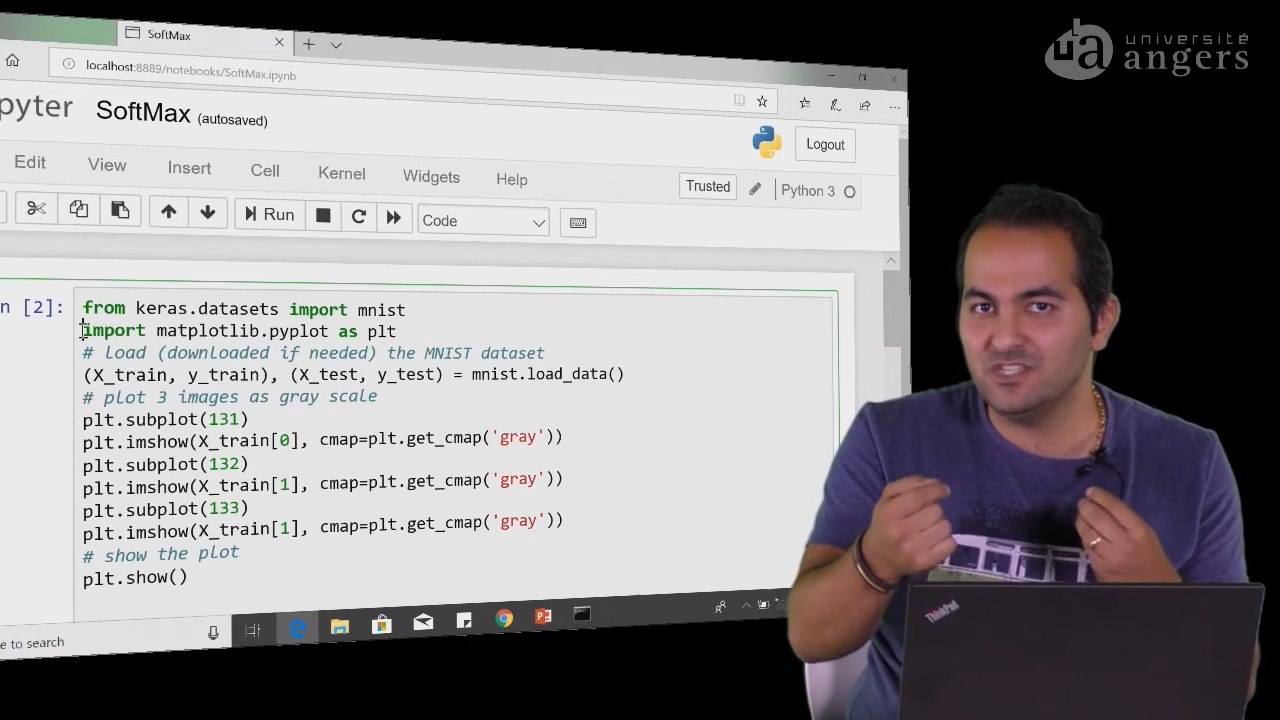 SoftMax
localhost:8889/notebooks/SoftMax.ipynb
université
angers
pyter SoftMax (autosaved)
Logout
Edit View Insert Cell Kernel Widgets Help
Trusted
Python 3
Run
Code
n [2]:
from keras.datasets import mnist
import matplotlib.pyplot as plt
# load (downloaded if needed) the MNIST dataset
(X_train, y_train), (X_test, y_test) = mnist.load_data()
# plot 3 images as gray scale
plt.subplot(131)
plt.imshow(X_train[0], cmap=plt.get_cmap('gray'))
plt.subplot(132)
plt.imshow(X_train[1], cmap=plt.get_cmap('gray'))
plt.subplot(133)
plt.imshow(X_train[1], cmap=plt.get_cmap('gray'))
# show the plot
plt.show()
e to search
ThinkPad